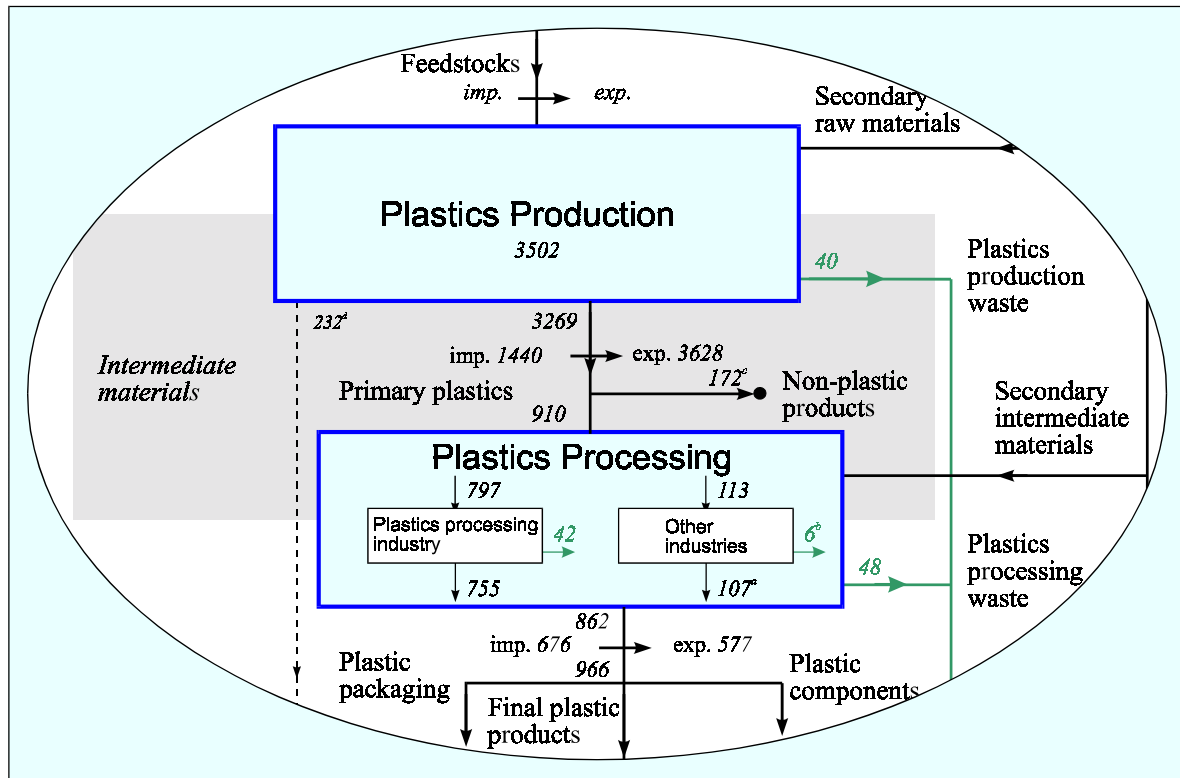 Feedstocks
imp. exp.
Secondary
raw materials
Plastics Production
3502
40
Plastics
production
waste
232ᵈ
3269
imp. 1440 exp. 3628
Intermediate
materials
Primary plastics
172ᶜ
Non-plastic
products
910
Secondary
intermediate
materials
Plastics Processing
797
113
Plastics processing
industry
42
Other
industries
6ᵇ
755
107ᵃ
48
Plastics
processing
waste
862
imp. 676 exp. 577
966
Plastic
packaging
Final plastic
products
Plastic
components